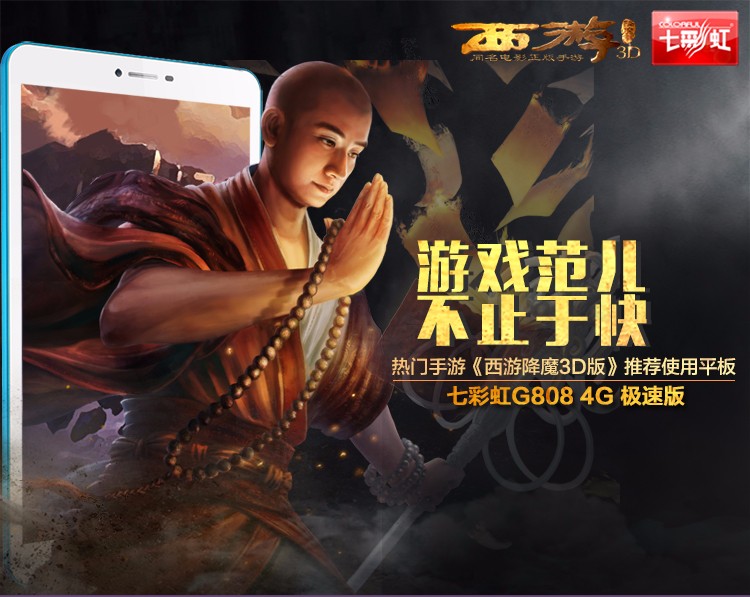 西游
3D
同名电影正版手游
COLORFUL
七彩虹
游戏范儿
不止于快
热门手游《西游降魔3D版》推荐使用平板
七彩虹G808 4G 极速版